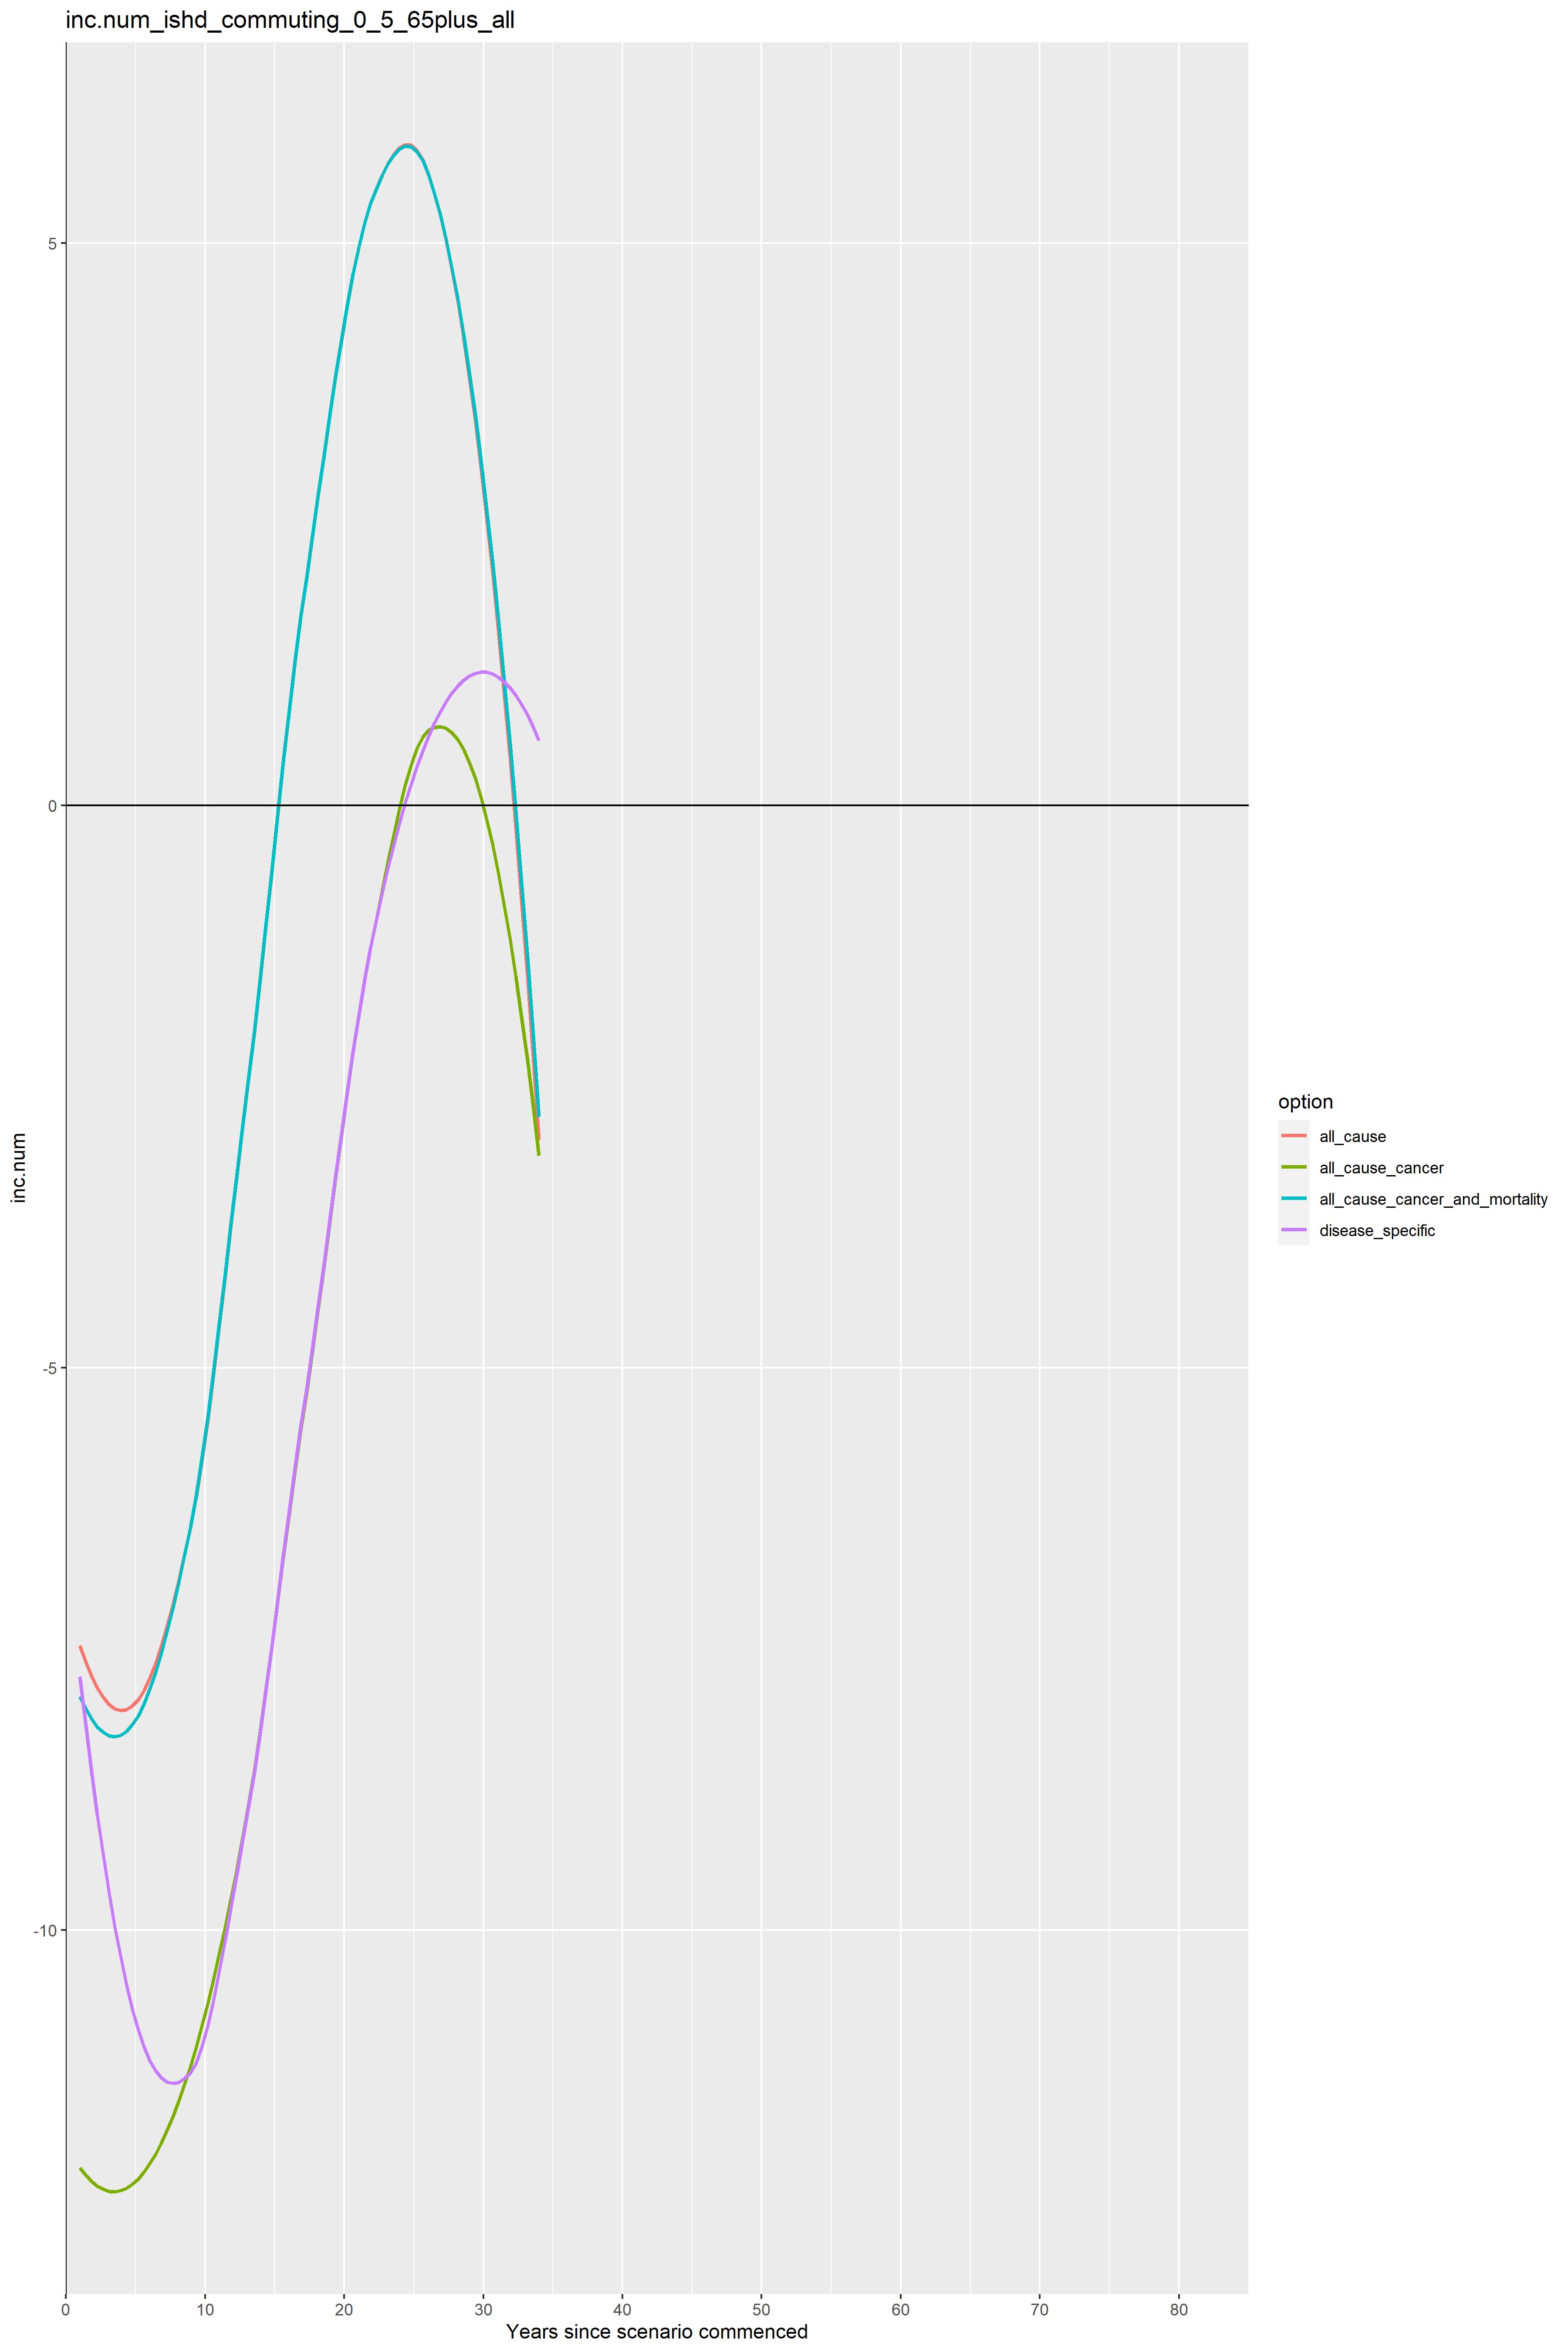 inc.num_ishd_commuting_0_5_65plus_all
5
0
-5
-10
inc.num
0 10 20 30 40 50 60 70 80
Years since scenario commenced
option
all_cause
all_cause_cancer
all_cause_cancer_and_mortality
disease_specific